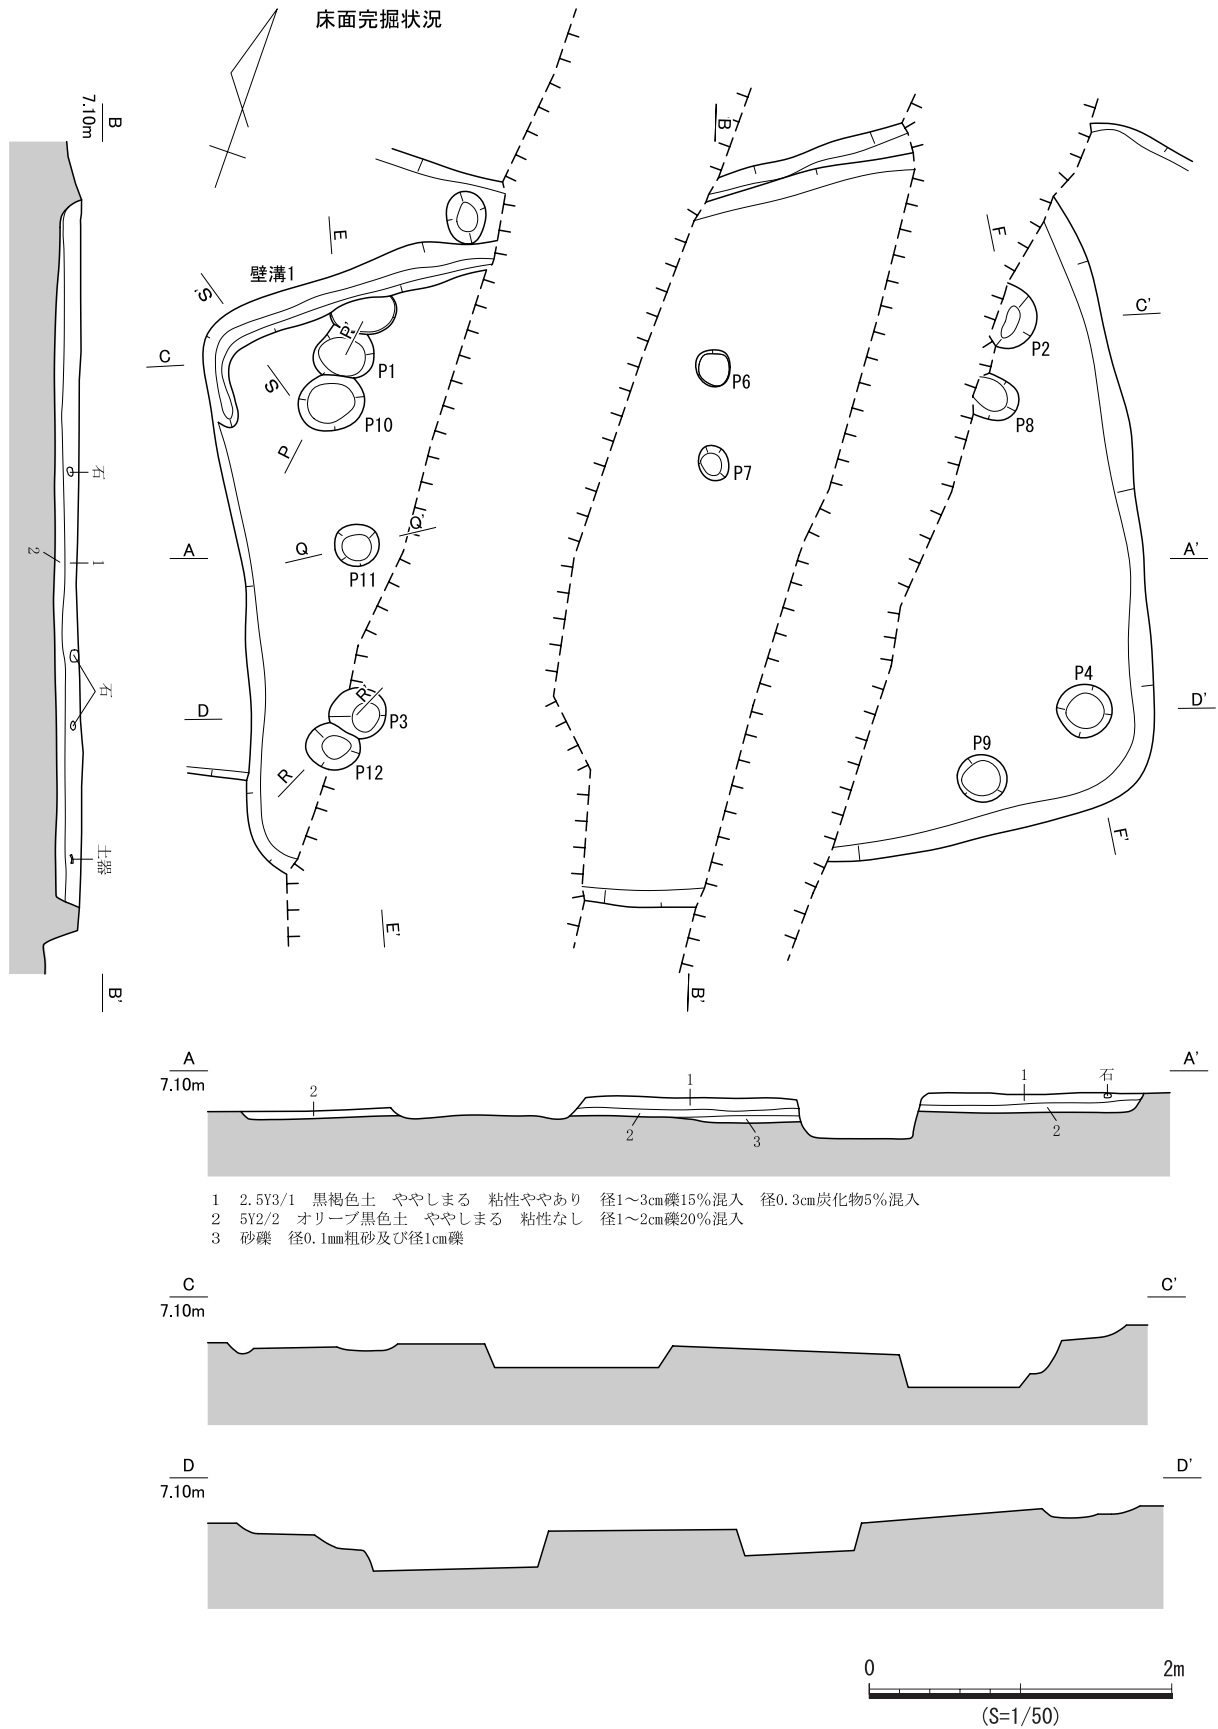 床面完掘状況
B
7.10m
B
E
F
壁溝1
S'
C'
P'
P2
C
P1
S
P6
P10
P8
P
P7
石
Q'
2
1
A
Q
A'
P11
石
P4
R'
D
D'
P3
P9
R
P12
土器
F'
E'
B'
B'
A
7.10m
A'
2
1
1
石
2
3
2
1 2.5Y3/1 黒褐色土 ややしまる 粘性ややあり 径1～3cm礫15%混入 径0.3cm炭化物5%混入
2 5Y2/2 オリーブ黒色土 ややしまる 粘性なし 径1～2cm礫20%混入
3 砂礫 径0.1mm粗砂及び径1cm礫
C
7.10m
C'
D
7.10m
D'
0 2m
(S=1/50)